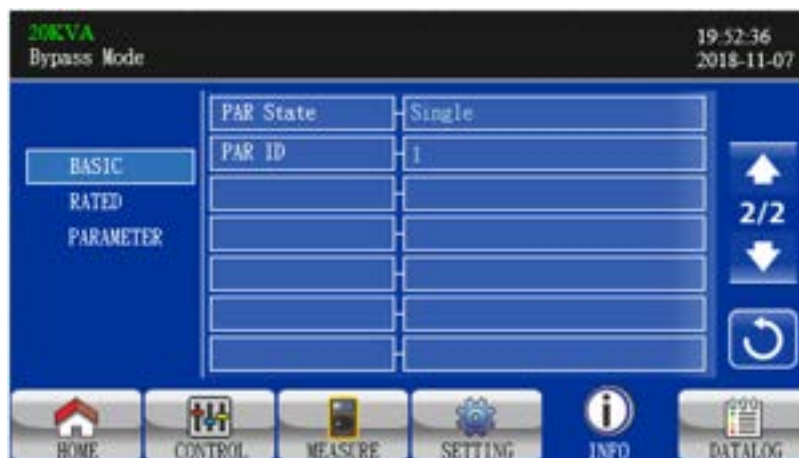 20KVA
Bypass Mode
19:52:36
2018-11-07
BASIC
RATED
PARAMETER
PAR State Single
PAR ID 1
2/2
HOME CONTROL MEASURE SETTING INFO DATALOG